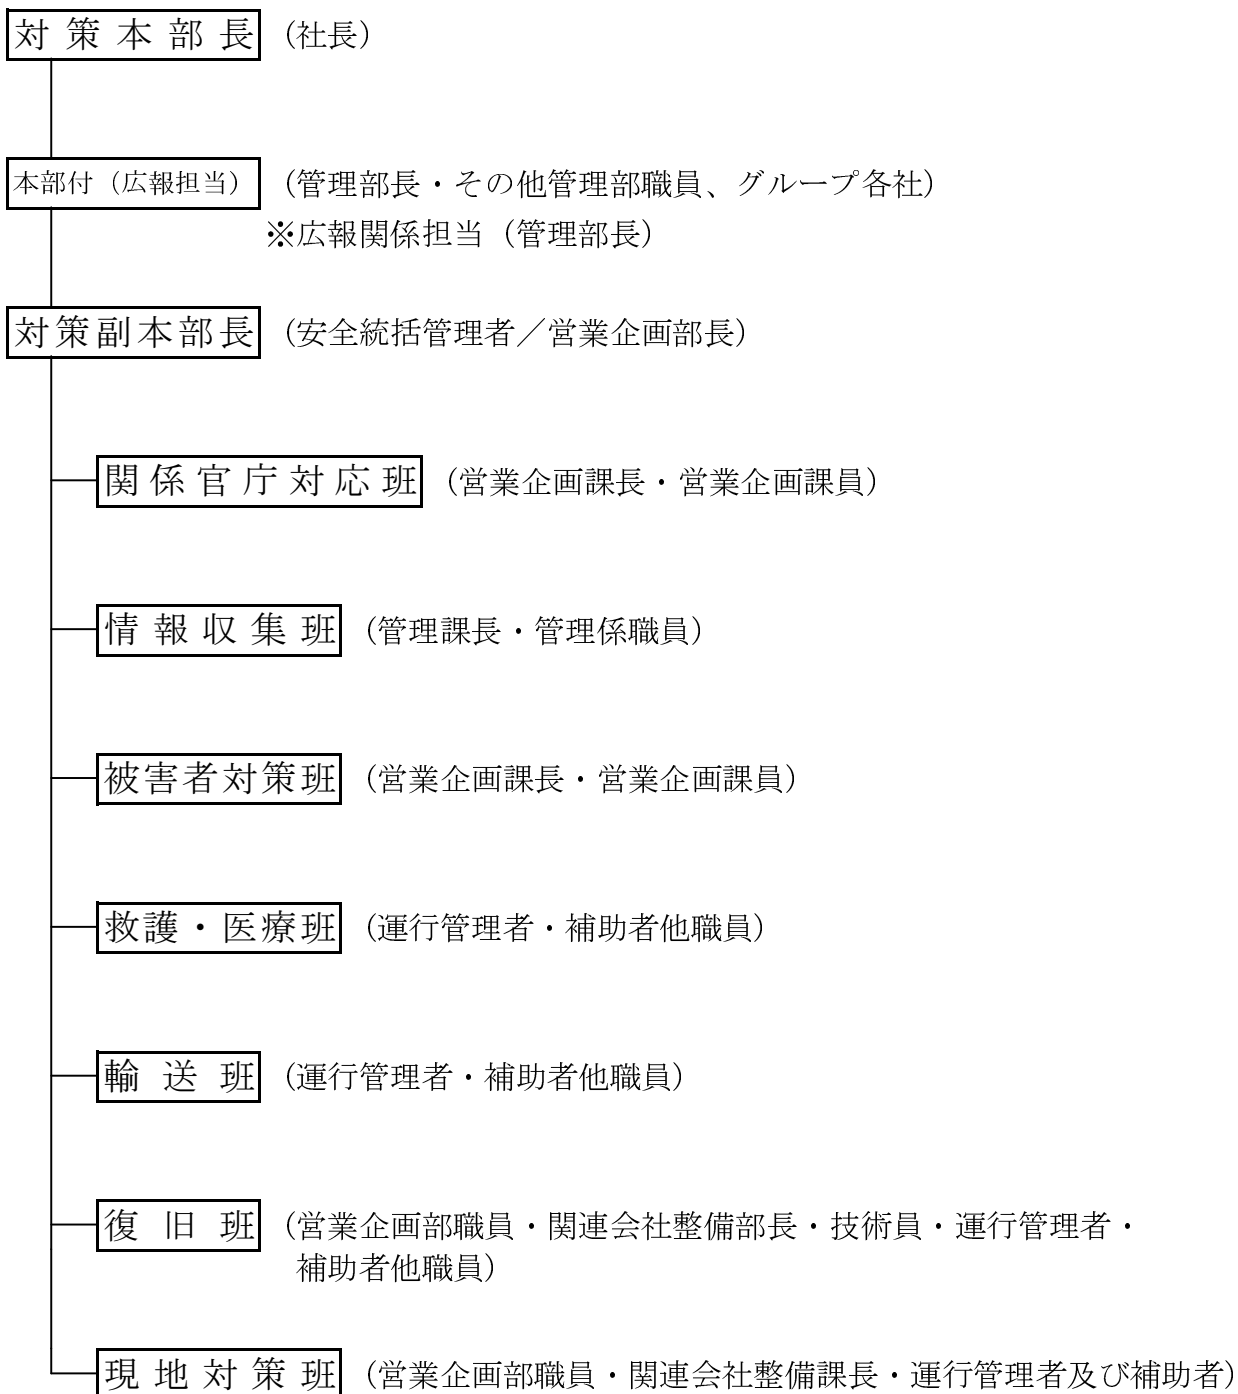 対策本部長（社長）
本部付（広報担当）（管理部長・その他管理部職員、グループ各社）
※広報関係担当（管理部長）
対策副本部長（安全統括管理者／営業企画部長）
関係官庁対応班（営業企画課長・営業企画課員）
情報収集班（管理課長・管理係職員）
被害者対策班（営業企画課長・営業企画課員）
救護・医療班（運行管理者・補助者他職員）
輸送班（運行管理者・補助者他職員）
復旧班（営業企画部職員・関連会社整備部長・技術員・運行管理者・
補助者他職員）
現地対策班（営業企画部職員・関連会社整備課長・運行管理者及び補助者）